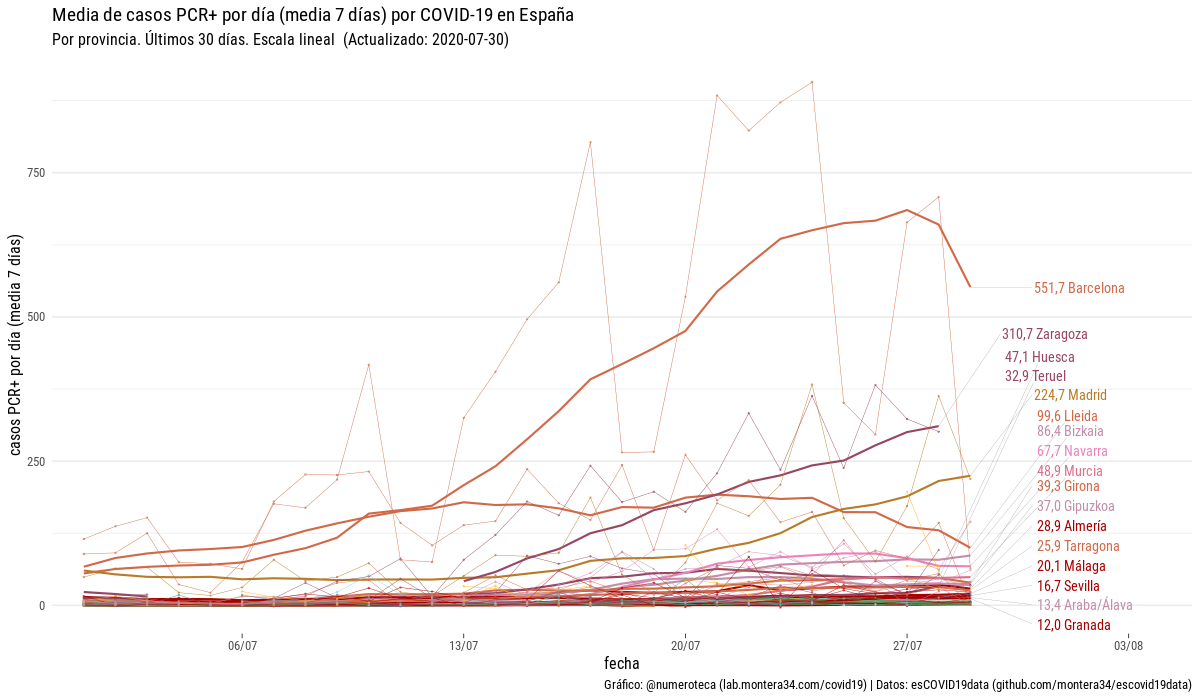 Media de casos PCR+ por día (media 7 días) por COVID-19 en España
Por provincia. Últimos 30 días. Escala lineal  (Actualizado: 2020-07-30)
casos PCR+ por día (media 7 días)
750
500
250
0
551,7 Barcelona
310,7 Zaragoza
47,1 Huesca
32,9 Teruel
224,7 Madrid
99,6 Lleida
86,4 Bizkaia
67,7 Navarra
48,9 Murcia
39,3 Girona
37,0 Gipuzkoa
28,9 Almería
25,9 Tarragona
20,1 Málaga
16,7 Sevilla
13,4 Araba/Álava
12,0 Granada
06/07
13/07
20/07
27/07
03/08
fecha
Gráfico: @numeroteca (lab.montera34.com/covid19) | Datos: esCOVID19data (github.com/montera34/escovid19data)